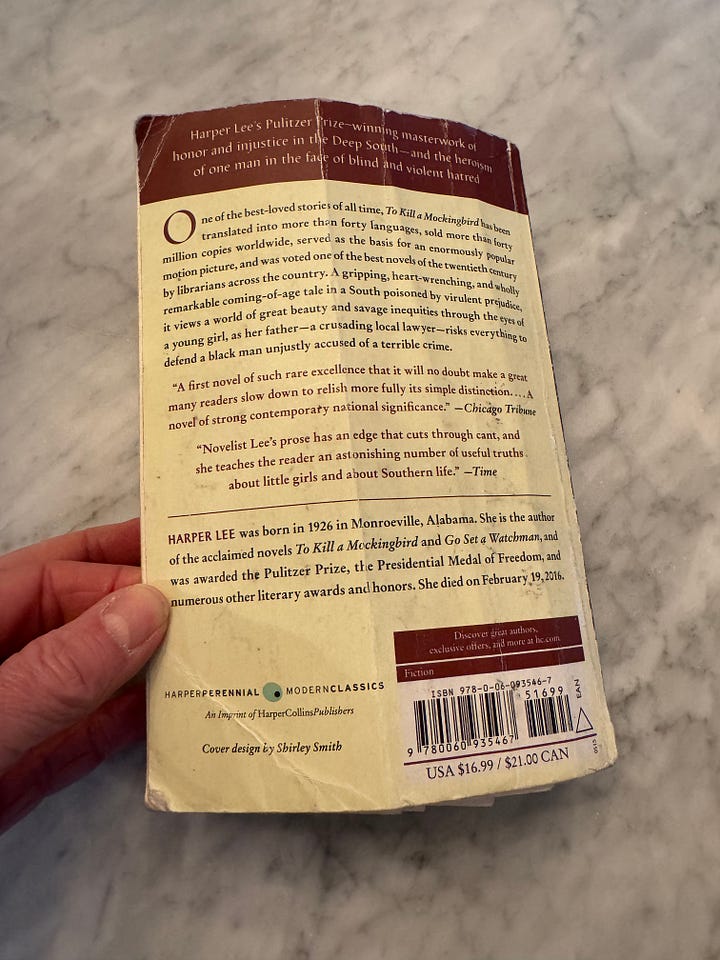 Harper Lee's Pulitzer Prize–winning masterwork of
honor and injustice in the Deep South—and the heroism
of one man in the face of blind and violent hatred
One of the best-loved stories of all time, To Kill a Mockingbird has been
translated into more than forty languages, sold more than forty
million copies worldwide, served as the basis for an enormously popular
motion picture, and was voted one of the best novels of the twentieth century
by librarians across the country. A gripping, heart-wrenching, and wholly
remarkable coming-of-age tale in a South poisoned by virulent prejudice,
it views a world of great beauty and savage inequities through the eyes of
a young girl, as her father—a crusading local lawyer—risks everything to
defend a black man unjustly accused of a terrible crime.
"A first novel of such rare excellence that it will no doubt make a great
many readers slow down to relish more fully its simple distinction. . . . A
novel of strong contemporary national significance." —Chicago Tribune
"Novelist Lee's prose has an edge that cuts through cant, and
she teaches the reader an astonishing number of useful truths
about little girls and about Southern life." —Time
HARPER LEE was born in 1926 in Monroeville, Alabama. She is the author
of the acclaimed novels To Kill a Mockingbird and Go Set a Watchman, and
was awarded the Pulitzer Prize, the Presidential Medal of Freedom, and
numerous other literary awards and honors. She died on February 19, 2016.
Discover great authors,
exclusive offers, and more at hc.com
Fiction
HARPERPERENNIAL MODERNCLASSICS
An Imprint of HarperCollinsPublishers
Cover design by Shirley Smith
ISBN 978-0-06-093546-7
51699
EAN
9 780060 935467
USA $16.99 / $21.00 CAN